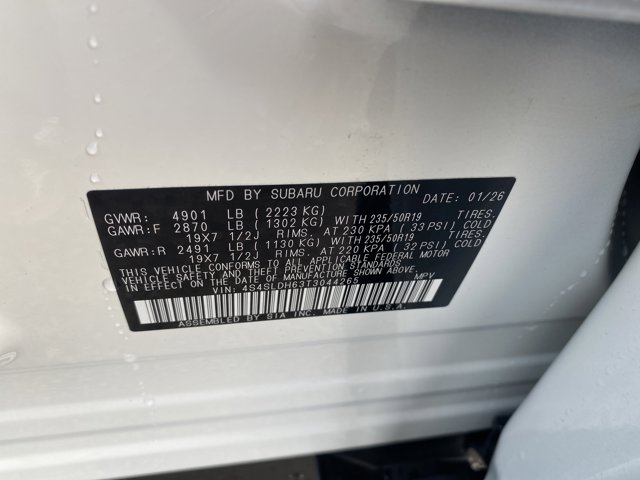 MFD BY SUBARU CORPORATION DATE: 01/26
GVWR: 4901 LB (2223 KG)
GAWR:F 2870 LB (1302 KG) WITH 235/50R19 TIRES.
19X7 1/2J RIMS. AT 230 KPA (33 PSI) COLD
GAWR:R 2491 LB (1130 KG) WITH 235/50R19 TIRES.
19X7 1/2J RIMS. AT 220 KPA (32 PSI) COLD
THIS VEHICLE CONFORMS TO ALL APPLICABLE FEDERAL MOTOR
VEHICLE SAFETY AND THEFT PREVENTION STANDARDS
IN EFFECT ON THE DATE OF MANUFACTURE SHOWN ABOVE.
VIN: 4S4SLDH63T3044265 MPV
ASSEMBLED BY SIA INC. MADE IN U.S.A.